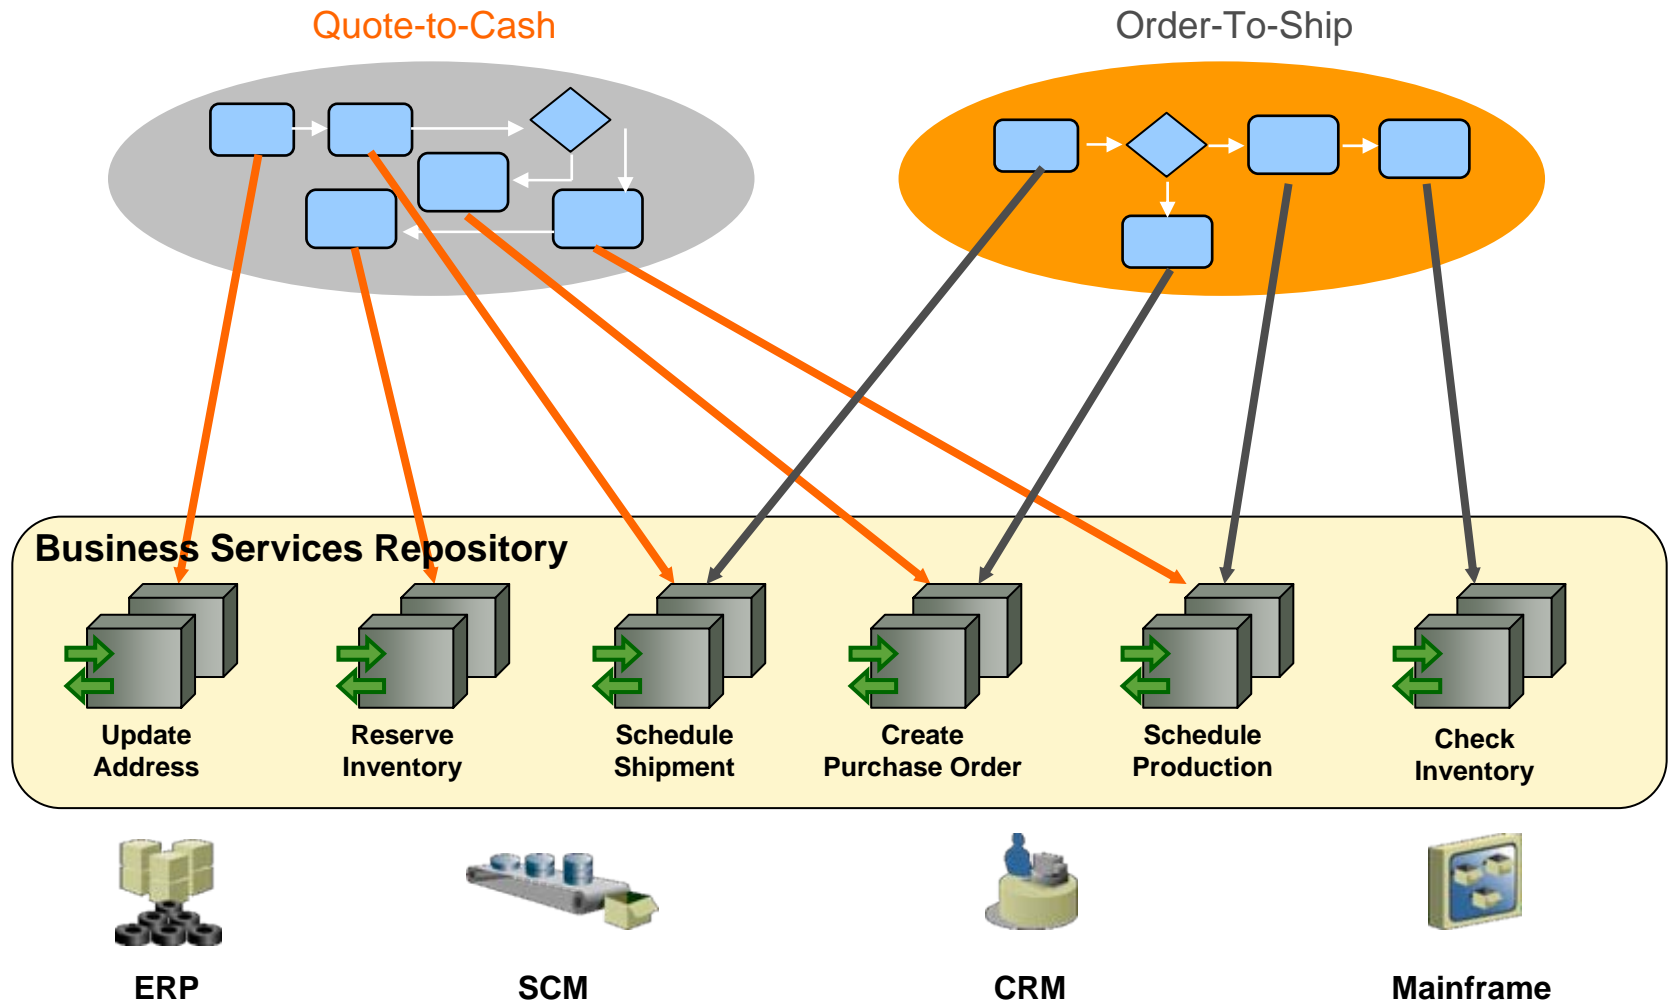 Quote-to-Cash
Order-To-Ship
Business Services Repository
Update
Address
Reserve
Inventory
Schedule
Shipment
Create
Purchase Order
Schedule
Production
Check
Inventory
ERP
SCM
CRM
Mainframe